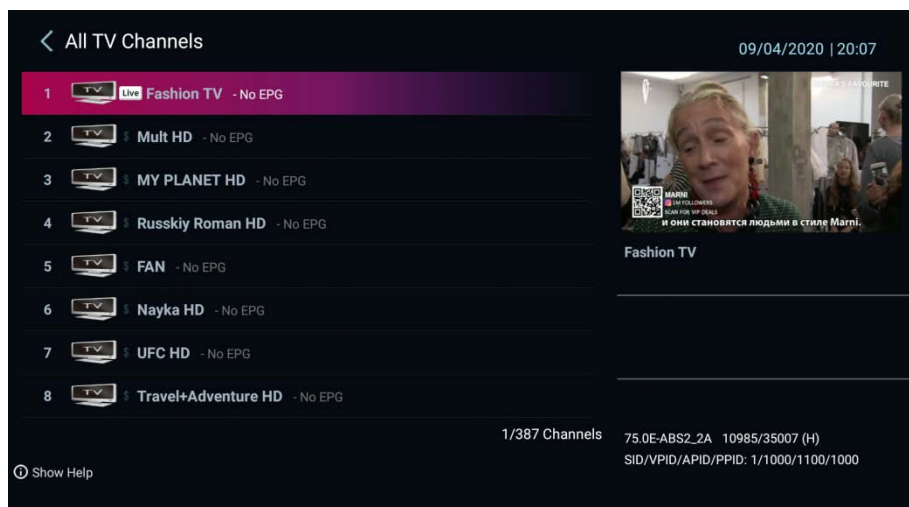 All TV Channels
09/04/2020 | 20:07
1 TV Live Fashion TV - No EPG
2 TV $ Mult HD - No EPG
3 TV $ MY PLANET HD - No EPG
4 TV $ Russkiy Roman HD - No EPG
5 TV $ FAN - No EPG
6 TV $ Nayka HD - No EPG
7 TV $ UFC HD - No EPG
8 TV $ Travel+Adventure HD - No EPG
1/387 Channels
Show Help
FAVOURITE
MARNI
1M FOLLOWERS
SCAN FOR VIP DEALS
и они становятся людьми в стиле Marni.
Fashion TV
75.0E-ABS2_2A 10985/35007 (H)
SID/VPID/APID/PPID: 1/1000/1100/1000